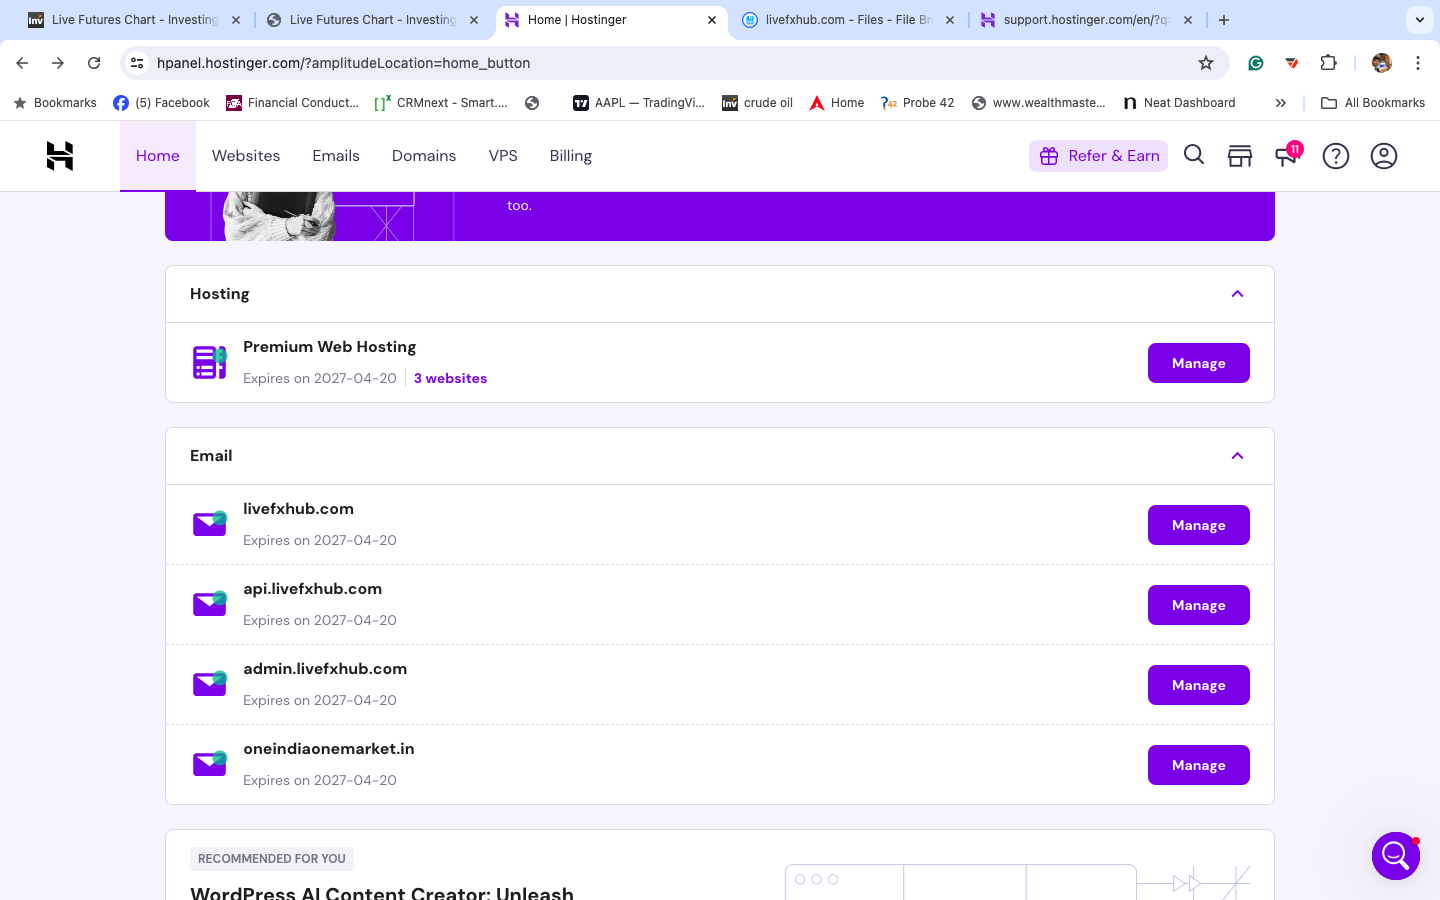 Live Futures Chart - Investing
Live Futures Chart - Investing
Home | Hostinger
livefxhub.com - Files - File Br
support.hostinger.com/en/?q=
hpanel.hostinger.com/?amplitudeLocation=home_button
Bookmarks
(5) Facebook
Financial Conduct...
CRMnext - Smart....
AAPL — TradingVi...
crude oil
Home
Probe 42
www.wealthmaste...
Neat Dashboard
All Bookmarks
Home
Websites
Emails
Domains
VPS
Billing
Refer & Earn
11
too.
Hosting
Premium Web Hosting
Expires on 2027-04-20
3 websites
Manage
Email
livefxhub.com
Expires on 2027-04-20
Manage
api.livefxhub.com
Expires on 2027-04-20
Manage
admin.livefxhub.com
Expires on 2027-04-20
Manage
oneindiaonemarket.in
Expires on 2027-04-20
Manage
RECOMMENDED FOR YOU
WordPress AI Content Creator: Unleash